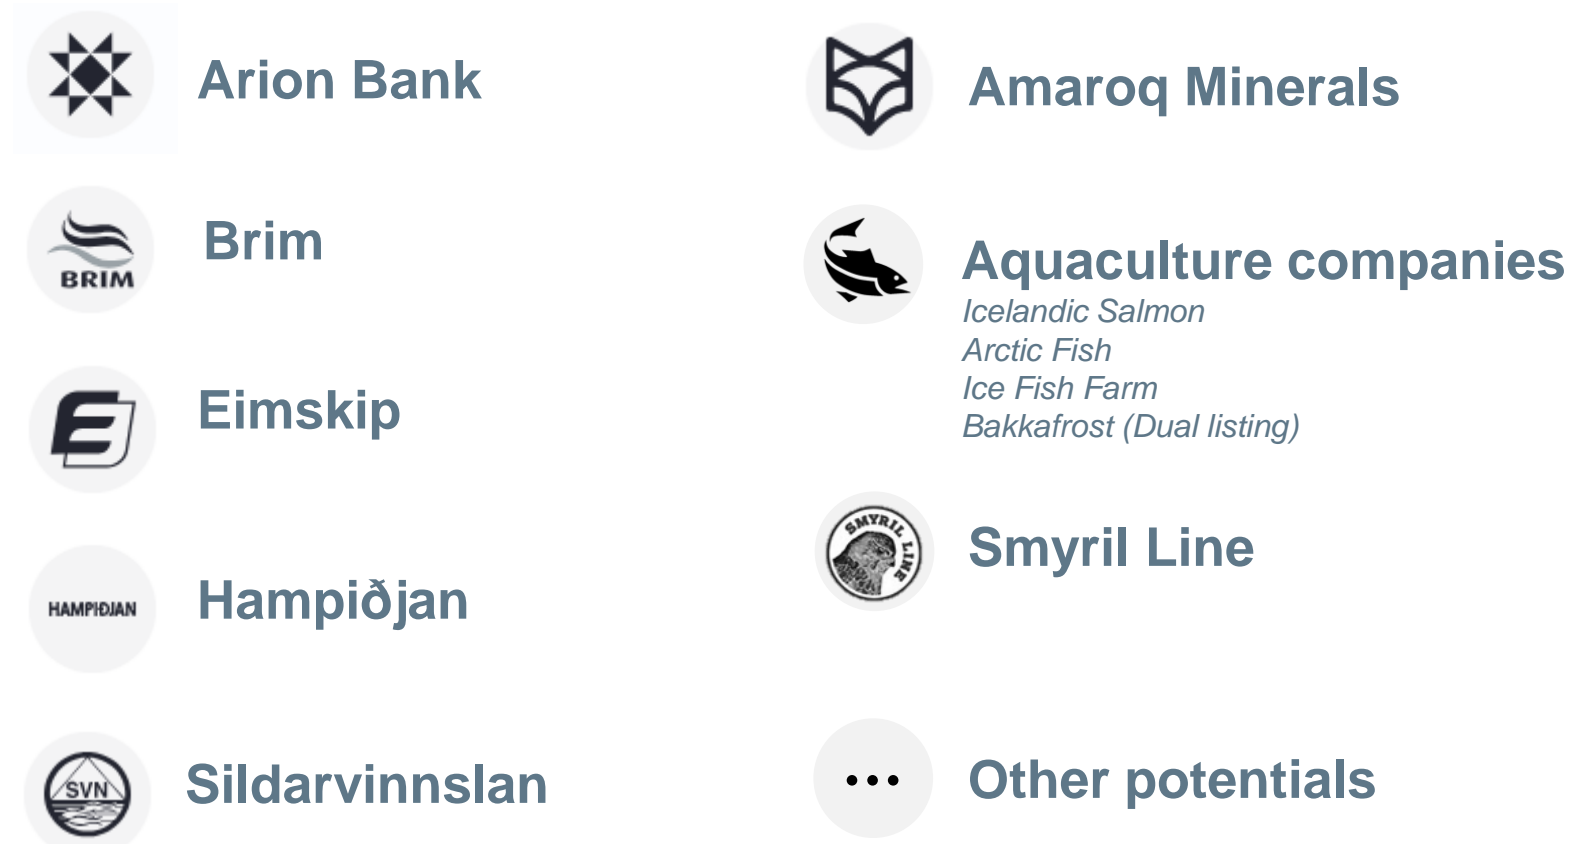 Arion Bank
BRIM
Brim
Eimskip
HAMPIÐJAN
Hampiðjan
SVN
Sildarvinnslan
Amaroq Minerals
Aquaculture companies
Icelandic Salmon
Arctic Fish
Ice Fish Farm
Bakkafrost (Dual listing)
SMYRIL LINE
Smyril Line
...
Other potentials